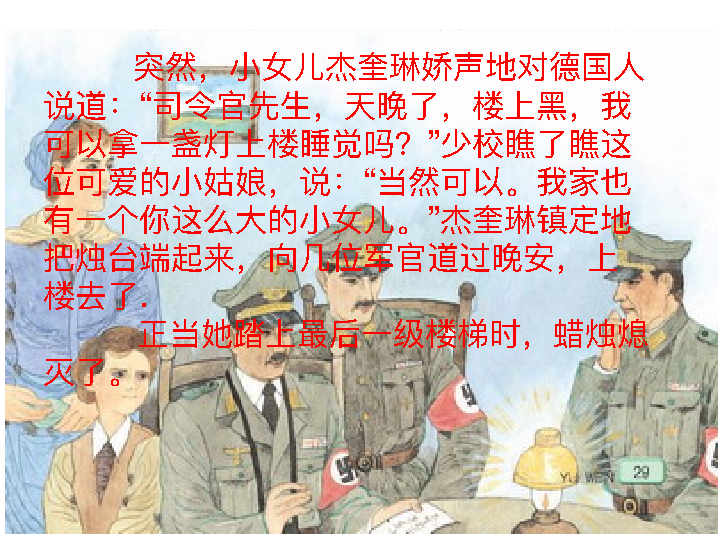 突然，小女儿杰奎琳娇声地对德国人
说道：“司令官先生，天晚了，楼上黑，我
可以拿一盏灯上楼睡觉吗？”少校瞧了瞧这
位可爱的小姑娘，说：“当然可以。我家也
有一个你这么大的小女儿。”杰奎琳镇定地
把烛台端起来，向几位军官道过晚安，上
楼去了.
正当她踏上最后一级楼梯时，蜡烛熄
灭了。
29